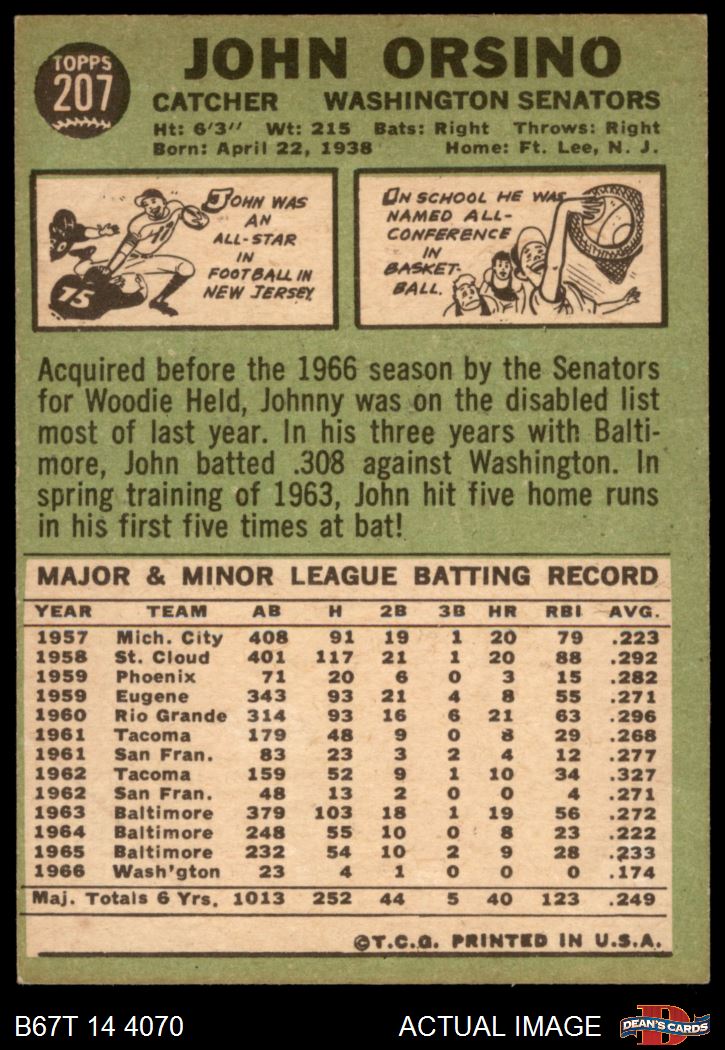 TOPPS
207
JOHN ORSINO
CATCHER WASHINGTON SENATORS
Ht: 6'3" Wt: 215 Bats: Right Throws: Right
Born: April 22, 1938 Home: Ft. Lee, N. J.
JOHN WAS
AN
ALL-STAR
IN
FOOTBALL IN
NEW JERSEY.
75
11
IN SCHOOL HE WAS
NAMED ALL-
CONFERENCE
IN
BASKET-
BALL.
Acquired before the 1966 season by the Senators
for Woodie Held, Johnny was on the disabled list
most of last year. In his three years with Balti-
more, John batted .308 against Washington. In
spring training of 1963, John hit five home runs
in his first five times at bat!
MAJOR & MINOR LEAGUE BATTING RECORD
YEAR TEAM AB H 2B 3B HR RBI AVG.
1957 Mich. City 408 91 19 1 20 79 .223
1958 St. Cloud 401 117 21 1 20 88 .292
1959 Phoenix 71 20 6 0 3 15 .282
1959 Eugene 343 93 21 4 8 55 .271
1960 Rio Grande 314 93 16 6 21 63 .296
1961 Tacoma 179 48 9 0 8 29 .268
1961 San Fran. 83 23 3 2 4 12 .277
1962 Tacoma 159 52 9 1 10 34 .327
1962 San Fran. 48 13 2 0 0 4 .271
1963 Baltimore 379 103 18 1 19 56 .272
1964 Baltimore 248 55 10 0 8 23 .222
1965 Baltimore 232 54 10 2 9 28 .233
1966 Wash'gton 23 4 1 0 0 0 .174
Maj. Totals 6 Yrs. 1013 252 44 5 40 123 .249
©T.C.G. PRINTED IN U.S.A.
B67T 14 4070 ACTUAL IMAGE
D
DEAN'S CARDS